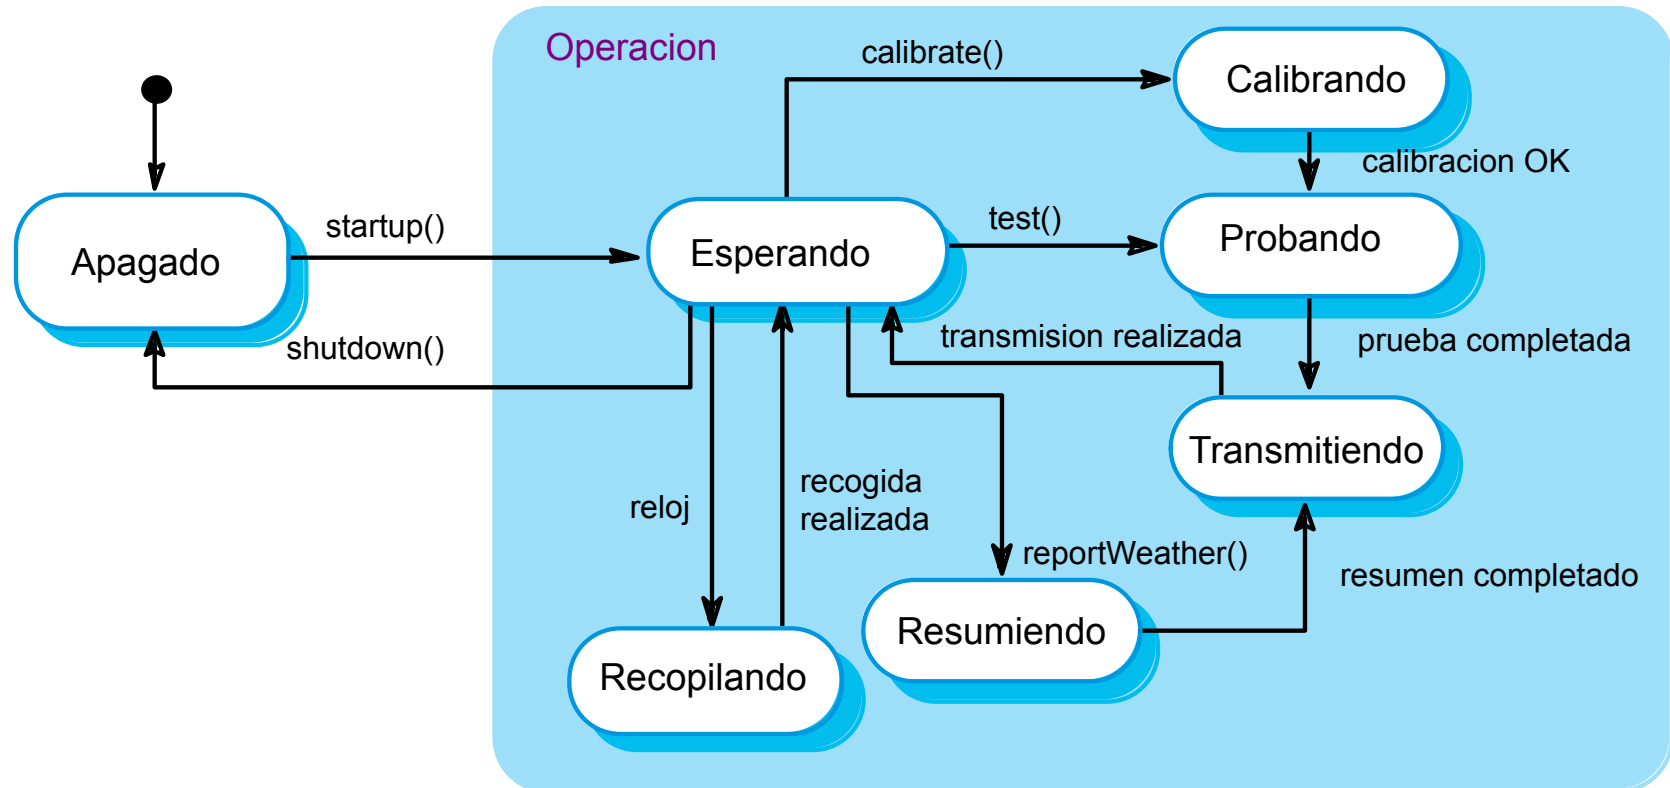 Operacion
calibrate()
Calibrando
calibracion OK
startup()
test()
Apagado
Esperando
Probando
shutdown()
transmision realizada
prueba completada
Transmitiendo
reloj
recogida
realizada
reportWeather()
resumen completado
Recopilando
Resumiendo